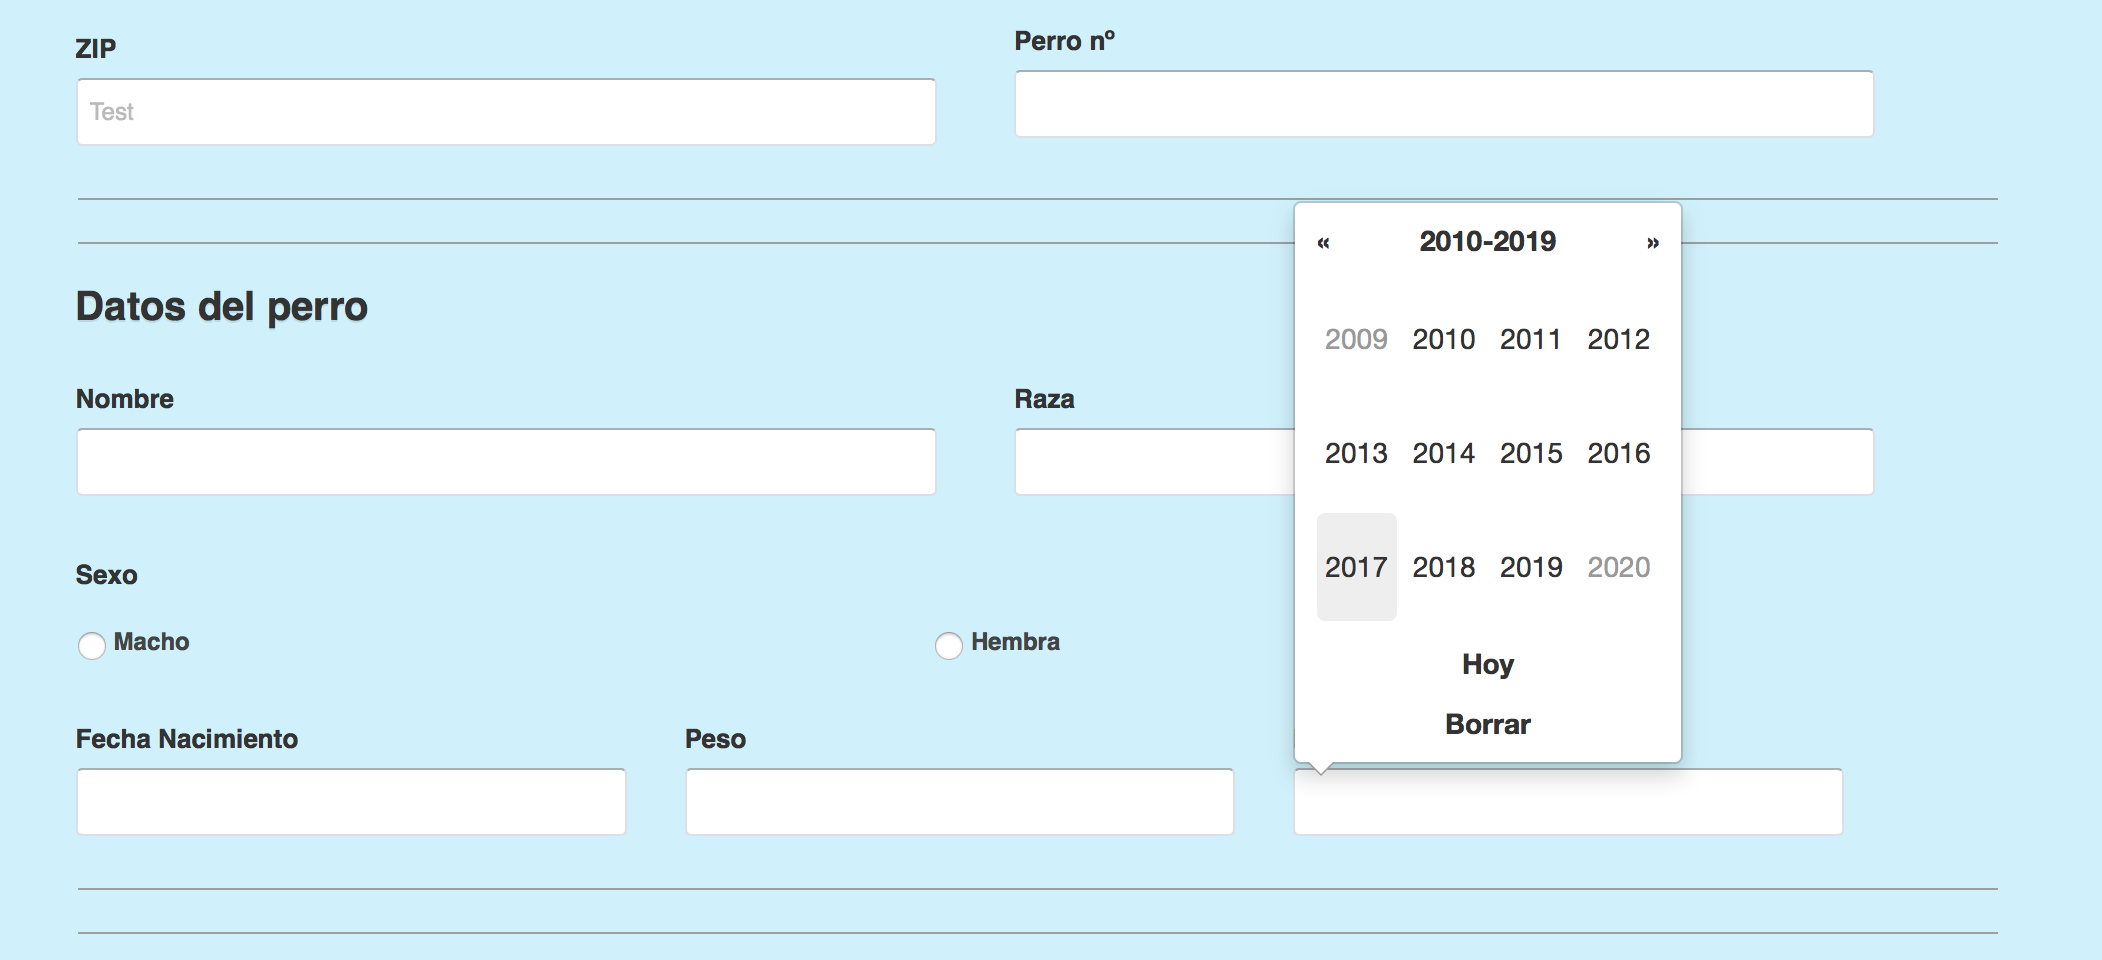 ZIP
Perro nº
Test
« 2010-2019 »
Datos del perro
2009 2010 2011 2012
Nombre
Raza
2013 2014 2015 2016
2017 2018 2019 2020
Sexo
Macho
Hembra
Hoy
Borrar
Fecha Nacimiento
Peso